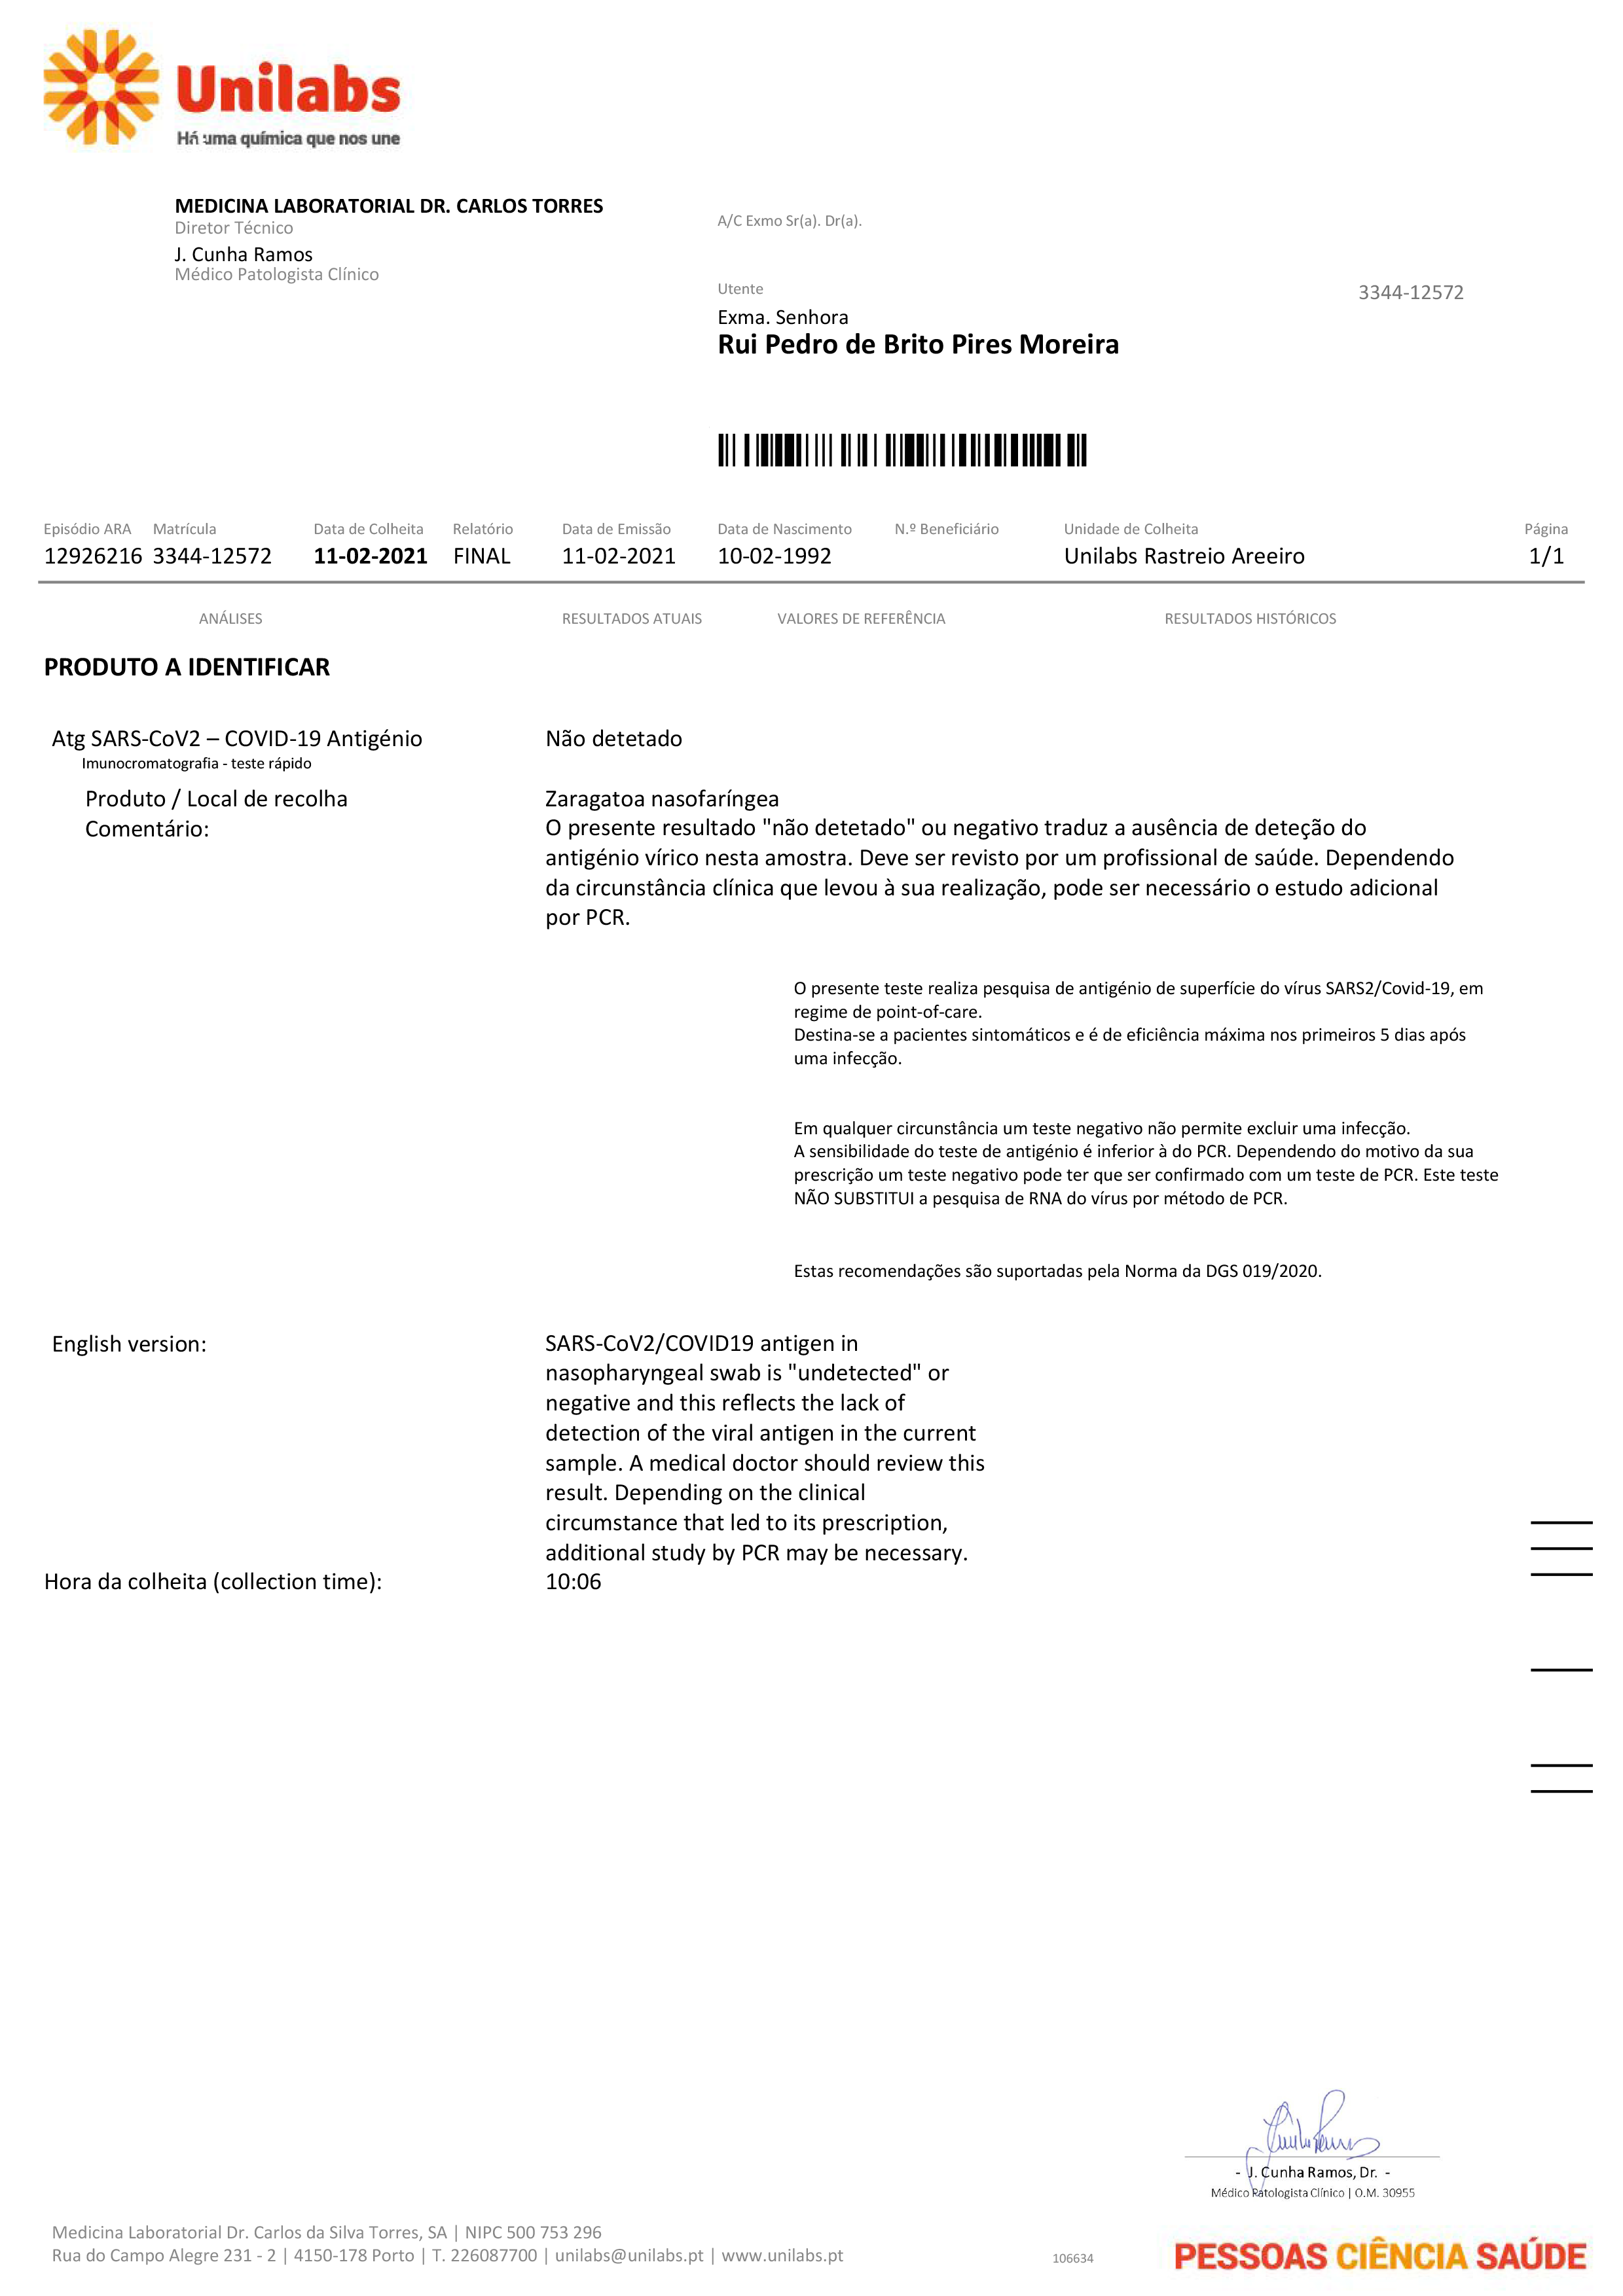 Unilabs
Há uma química que nos une
MEDICINA LABORATORIAL DR. CARLOS TORRES
Diretor Técnico
J. Cunha Ramos
Médico Patologista Clínico
A/C Exmo Sr(a). Dr(a).
Utente
3344-12572
Exma. Senhora
Rui Pedro de Brito Pires Moreira
Episódio ARA Matrícula Data de Colheita Relatório Data de Emissão Data de Nascimento N.º Beneficiário Unidade de Colheita Página
12926216 3344-12572 11-02-2021 FINAL 11-02-2021 10-02-1992 Unilabs Rastreio Areeiro 1/1
ANÁLISES RESULTADOS ATUAIS VALORES DE REFERÊNCIA RESULTADOS HISTÓRICOS
PRODUTO A IDENTIFICAR
Atg SARS-CoV2 – COVID-19 Antigénio Não detetado
Imunocromatografia - teste rápido
Produto / Local de recolha Zaragatoa nasofaríngea
Comentário: O presente resultado "não detetado" ou negativo traduz a ausência de deteção do
antigénio vírico nesta amostra. Deve ser revisto por um profissional de saúde. Dependendo
da circunstância clínica que levou à sua realização, pode ser necessário o estudo adicional
por PCR.
O presente teste realiza pesquisa de antigénio de superfície do vírus SARS2/Covid-19, em
regime de point-of-care.
Destina-se a pacientes sintomáticos e é de eficiência máxima nos primeiros 5 dias após
uma infecção.
Em qualquer circunstância um teste negativo não permite excluir uma infecção.
A sensibilidade do teste de antigénio é inferior à do PCR. Dependendo do motivo da sua
prescrição um teste negativo pode ter que ser confirmado com um teste de PCR. Este teste
NÃO SUBSTITUI a pesquisa de RNA do vírus por método de PCR.
Estas recomendações são suportadas pela Norma da DGS 019/2020.
English version: SARS-CoV2/COVID19 antigen in
nasopharyngeal swab is "undetected" or
negative and this reflects the lack of
detection of the viral antigen in the current
sample. A medical doctor should review this
result. Depending on the clinical
circumstance that led to its prescription,
additional study by PCR may be necessary.
Hora da colheita (collection time): 10:06
- J. Cunha Ramos, Dr. -
Médico Patologista Clínico | O.M. 30955
Medicina Laboratorial Dr. Carlos da Silva Torres, SA | NIPC 500 753 296
Rua do Campo Alegre 231 - 2 | 4150-178 Porto | T. 226087700 | unilabs@unilabs.pt | www.unilabs.pt
106634
PESSOAS CIÊNCIA SAÚDE